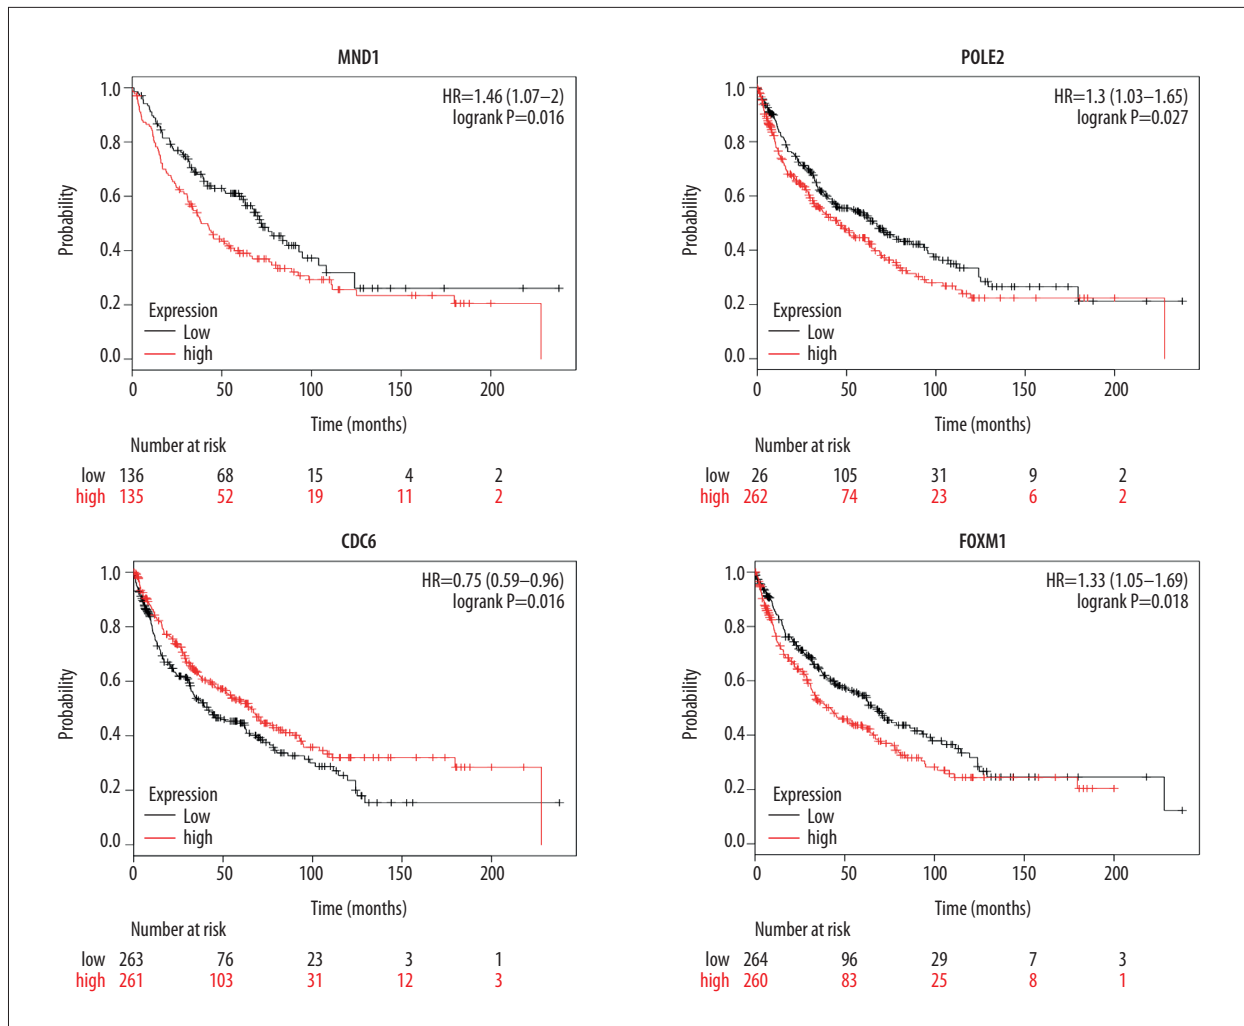 MND1
HR=1.46 (1.07–2)
logrank P=0.016
1.0
0.8
0.6
0.4
0.2
0.0
Probability
Expression
Low
high
0 50 100 150 200
Time (months)
Number at risk
low 136 68 15 4 2
high 135 52 19 11 2
POLE2
HR=1.3 (1.03–1.65)
logrank P=0.027
1.0
0.8
0.6
0.4
0.2
0.0
Probability
Expression
Low
high
0 50 100 150 200
Time (months)
Number at risk
low 26 105 31 9 2
high 262 74 23 6 2
CDC6
HR=0.75 (0.59–0.96)
logrank P=0.016
1.0
0.8
0.6
0.4
0.2
0.0
Probability
Expression
Low
high
0 50 100 150 200
Time (months)
Number at risk
low 263 76 23 3 1
high 261 103 31 12 3
FOXM1
HR=1.33 (1.05–1.69)
logrank P=0.018
1.0
0.8
0.6
0.4
0.2
0.0
Probability
Expression
Low
high
0 50 100 150 200
Time (months)
Number at risk
low 264 96 29 7 3
high 260 83 25 8 1